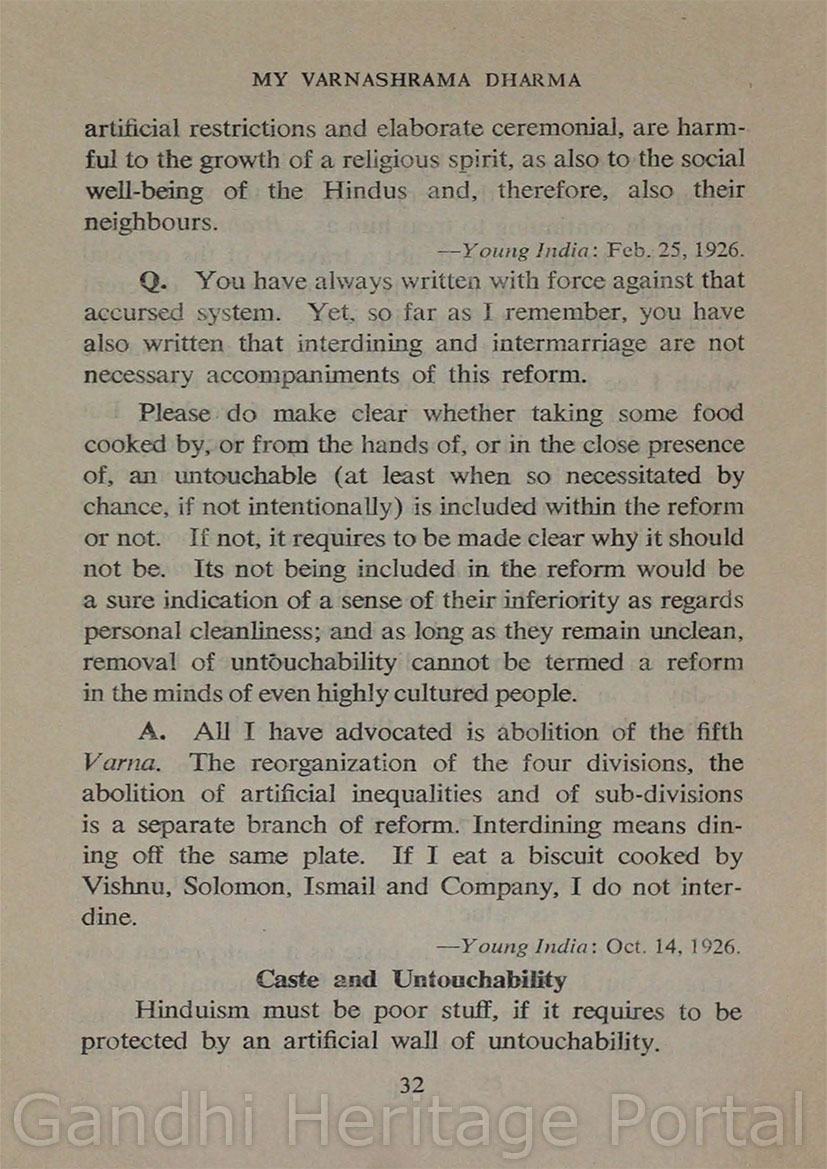 MY VARNASHRAMA DHARMA
artificial restrictions and elaborate ceremonial, are harm-
ful to the growth of a religious spirit, as also to the social
well-being of the Hindus and, therefore, also their
neighbours.
—Young India: Feb. 25, 1926.
Q. You have always written with force against that
accursed system. Yet, so far as I remember, you have
also written that interdining and intermarriage are not
necessary accompaniments of this reform.
Please do make clear whether taking some food
cooked by, or from the hands of, or in the close presence
of, an untouchable (at least when so necessitated by
chance, if not intentionally) is included within the reform
or not. If not, it requires to be made clear why it should
not be. Its not being included in the reform would be
a sure indication of a sense of their inferiority as regards
personal cleanliness; and as long as they remain unclean,
removal of untouchability cannot be termed a reform
in the minds of even highly cultured people.
A. All I have advocated is abolition of the fifth
Varna. The reorganization of the four divisions, the
abolition of artificial inequalities and of sub-divisions
is a separate branch of reform. Interdining means din-
ing off the same plate. If I eat a biscuit cooked by
Vishnu, Solomon, Ismail and Company, I do not inter-
dine.
—Young India: Oct. 14, 1926.
Caste and Untouchability
Hinduism must be poor stuff, if it requires to be
protected by an artificial wall of untouchability.
32
Gandhi Heritage Portal